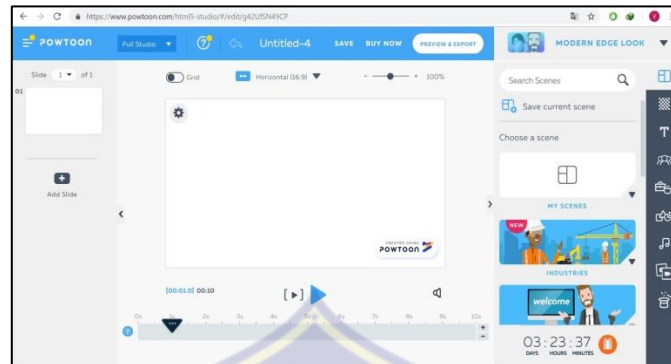 https://www.powtoon.com/html5-studio/#/edit/g42UfSN49CP
POWTOON
Full Studio
Untitled-4
SAVE
BUY NOW
PREVIEW & EXPORT
MODERN EDGE LOOK
Slide 1 of 1
Grid
Horizontal (16:9)
- + 100%
Search Scenes
01
Save current scene
Choose a scene
Add Slide
MY SCENES
NEW
CREATED USING
POWTOON
INDUSTRIES
[00:01.0] 00:10
welcome
0s 1s 2s 3s 4s 5s 6s 7s 8s 9s 10s
03 : 23 : 37
DAYS HOURS MINUTES